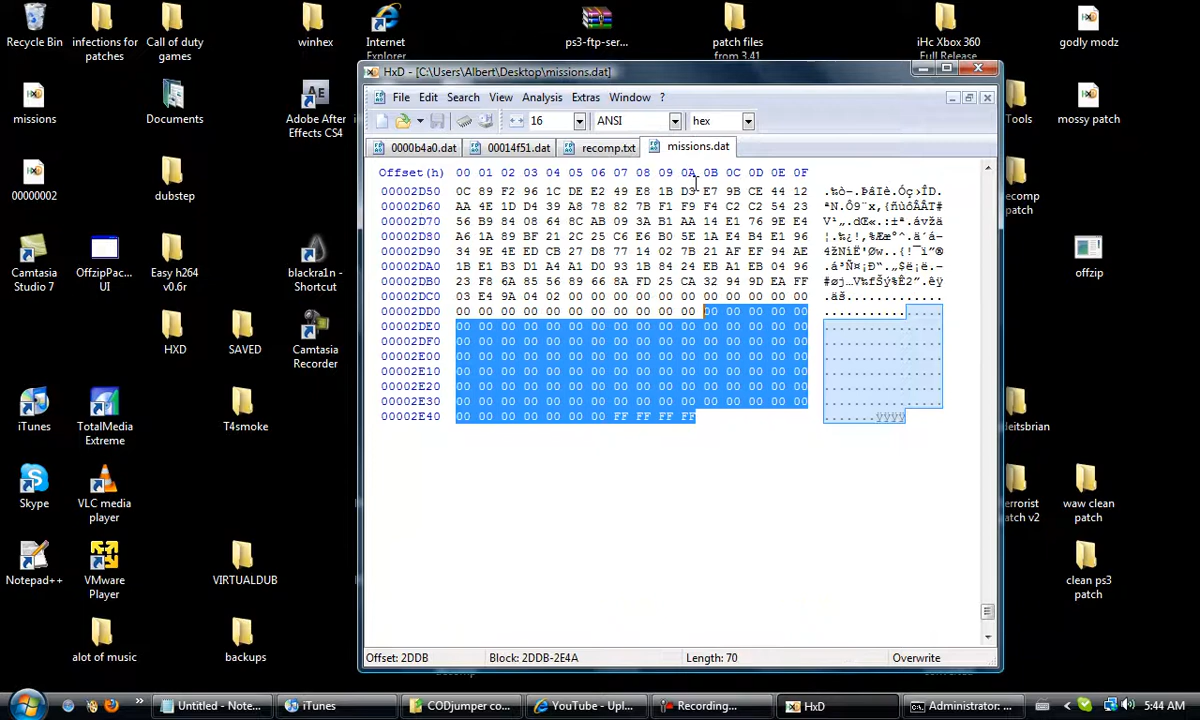 Recycle Bin
infections for
patches
Call of duty
games
winhex
Internet
Explorer
ps3-ftp-ser...
patch files
from 3.41
iHc Xbox 360
Full Release
godly modz
HxD - [C:\Users\Albert\Desktop\missions.dat]
File Edit Search View Analysis Extras Window ?
16 ANSI hex
0000b4a0.dat 00014f51.dat recomp.txt missions.dat
Offset(h) 00 01 02 03 04 05 06 07 08 09 0A 0B 0C 0D 0E 0F
00002D50 0C 89 F2 96 1C DE E2 49 E8 1B D3 E7 9B CE 44 12 .‰ò–.ÞâIè.Óç›ÎD.
00002D60 AA 4E 1D D4 39 A8 78 82 7B F1 F9 F4 C2 C2 54 23
00002D70 56 B9 84 08 64 8C AB 09 3A B1 AA 14 E1 76 9E E4 V¹„.dŒ«.:±ª.ávžä
00002D80 A6 1A 89 BF 21 2C 25 C6 E6 B0 5E 1A E4 B4 E1 96 ¦.‰¿!,%Ææ°^.ä´á–
00002D90 34 9E 4E ED CB 27 D8 77 14 02 7B 21 AF EF 94 AE 4žNíË'Øw..{!¯ï”®
00002DA0 1B E1 B3 D1 A4 A1 D0 93 1B 84 24 EB A1 EB 04 96 .á³Ñ¤¡Ð“.„$ë¡ë.–
00002DB0 23 F8 6A 85 56 89 66 8A FD 25 CA 32 94 9D EA FF
00002DC0 03 E4 9A 04 02 00 00 00 00 00 00 00 00 00 00 00 .äš.............
00002DD0 00 00 00 00 00 00 00 00 00 00 00 00 00 00 00 00 ................
00002DE0 00 00 00 00 00 00 00 00 00 00 00 00 00 00 00 00 ................
00002DF0 00 00 00 00 00 00 00 00 00 00 00 00 00 00 00 00 ................
00002E00 00 00 00 00 00 00 00 00 00 00 00 00 00 00 00 00 ................
00002E10 00 00 00 00 00 00 00 00 00 00 00 00 00 00 00 00 ................
00002E20 00 00 00 00 00 00 00 00 00 00 00 00 00 00 00 00 ................
00002E30 00 00 00 00 00 00 00 00 00 00 00 00 00 00 00 00 ................
00002E40 00 00 00 00 00 00 00 FF FF FF FF .......ÿÿÿÿ
Offset: 2DDB Block: 2DDB-2E4A Length: 70 Overwrite
missions
Documents
dubstep
Adobe After
Effects CS4
Tools
mossy patch
00000002
recomp
patch
Camtasia
Studio 7
OffzipPac...
UI
Easy h264
v0.6r
blackra1n
Shortcut
offzip
HXD
SAVED
Camtasia
Recorder
iTunes
TotalMedia
Extreme
T4smoke
leitsbrian
Skype
VLC media
player
errorist
patch v2
waw clean
patch
Notepad++
VMware
Player
VIRTUALDUB
clean ps3
patch
alot of music
backups
Untitled - Note...
iTunes
CODjumper co...
YouTube - Upl...
Recording...
HxD
Administrator: ...
5:44 AM